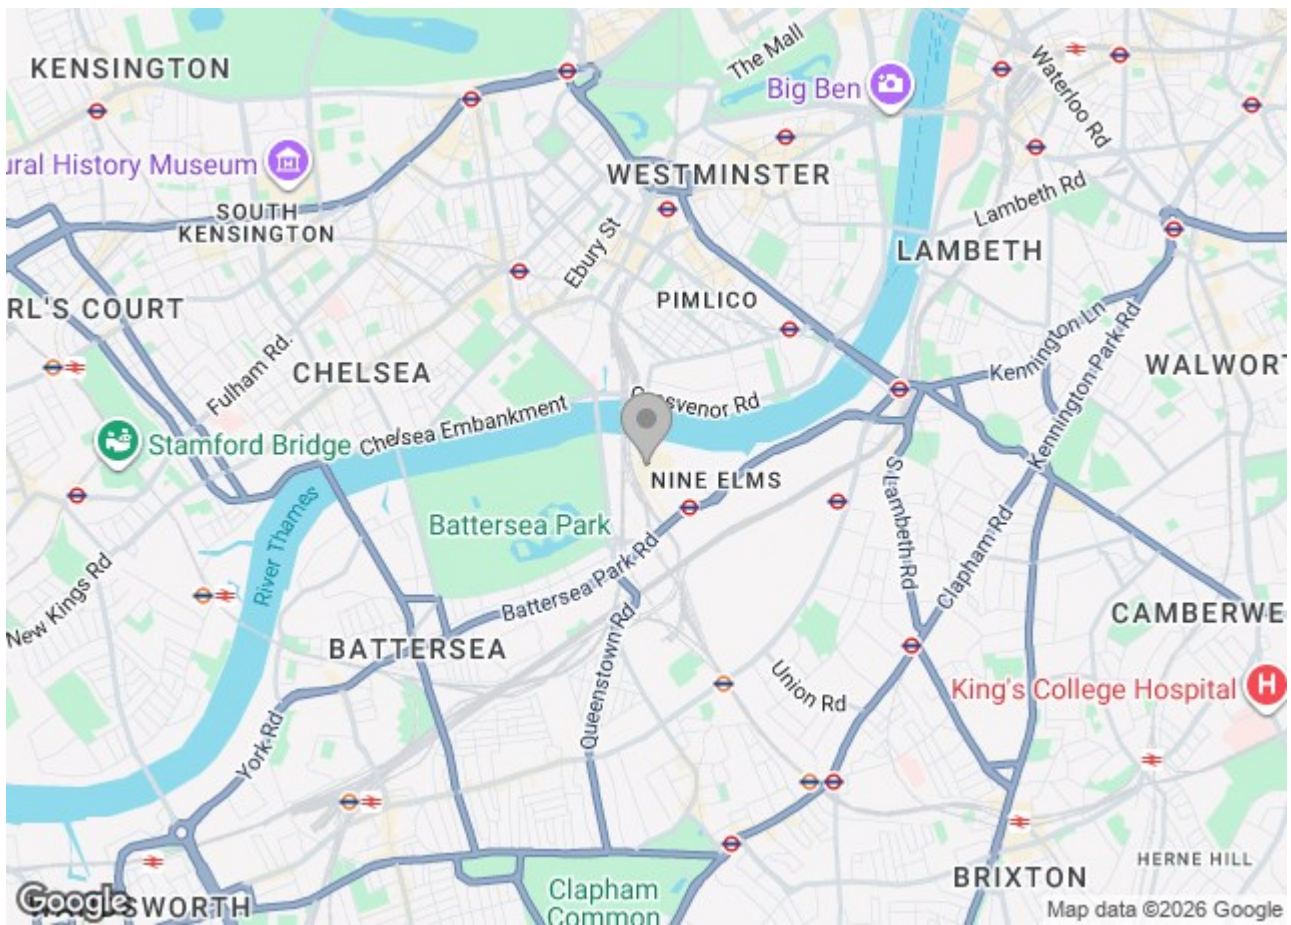 The Mall
Waterloo Rd
KENSINGTON
Big Ben
ural History Museum
WESTMINSTER
Lambeth Rd
SOUTH
KENSINGTON
Ebury St
LAMBETH
PIMLICO
RL'S COURT
Kennington Ln
Kennington Park Rd
Fulham Rd.
CHELSEA
WALWORT
Grosvenor Rd
Chelsea Embankment
Stamford Bridge
NINE ELMS
S Lambeth Rd
River Thames
Battersea Park
Clapham Rd
New Kings Rd
Battersea Park Rd
CAMBERWE
BATTERSEA
Queenstown Rd
Union Rd
King's College Hospital
H
York Rd
HERNE HILL
BRIXTON
Clapham
Common
Google
SWORTH
Map data ©2026 Google